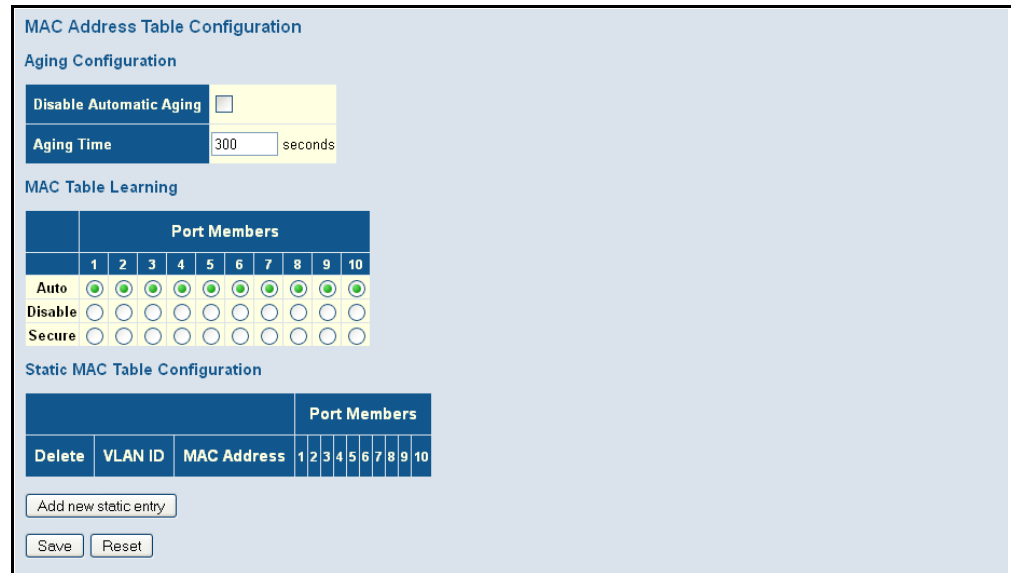 MAC Address Table Configuration
Aging Configuration
Disable Automatic Aging
Aging Time 300 seconds
MAC Table Learning
Port Members
1 2 3 4 5 6 7 8 9 10
Auto
Disable
Secure
Static MAC Table Configuration
Port Members
Delete VLAN ID MAC Address 1 2 3 4 5 6 7 8 9 10
Add new static entry
Save Reset